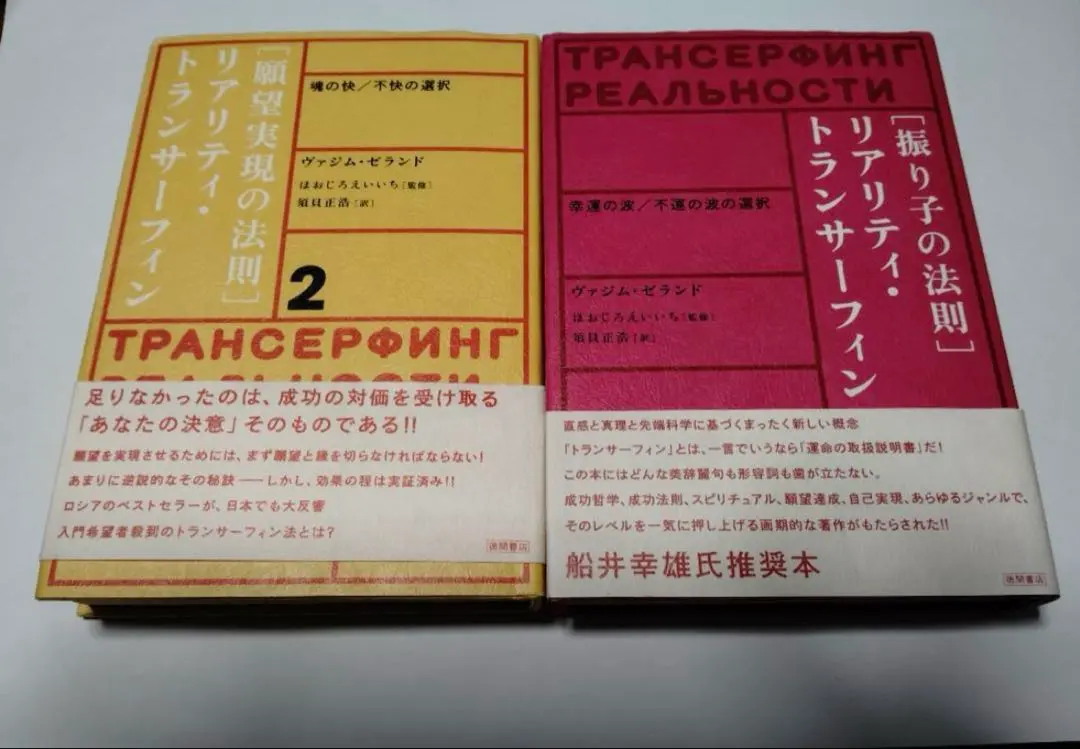 [願望実現の法則]
リアリティ・
トランサーフィン
魂の快／不快の選択
ヴァジム・ゼランド
ほおじろえいいち[監修]
須貝正浩[訳]
2
ТРАНСЕРФИНГ
РЕАЛЬНОСТИ
足りなかったのは、成功の対価を受け取る
「あなたの決意」そのものである!!
願望を実現させるためには、まず願望と縁を切らなければならない!
あまりに逆説的なその秘訣——しかし、効果の程は実証済み!!
ロシアのベストセラーが、日本でも大反響
入門希望者殺到のトランサーフィン法とは?
徳間書店
ТРАНСЕРФИНГ
РЕАЛЬНОСТИ
[振り子の法則]
リアリティ・
トランサーフィン
幸運の波／不運の波の選択
ヴァジム・ゼランド
ほおじろえいいち[監修]
須貝正浩[訳]
直感と真理と先端科学に基づくまったく新しい概念
「トランサーフィン」とは、一言でいうなら「運命の取扱説明書」だ!
この本にはどんな美辞麗句も形容詞も歯が立たない。
成功哲学、成功法則、スピリチュアル、願望達成、自己実現、あらゆるジャンルで、
そのレベルを一気に押し上げる画期的な著作がもたらされた!!
船井幸雄氏推奨本
徳間書店